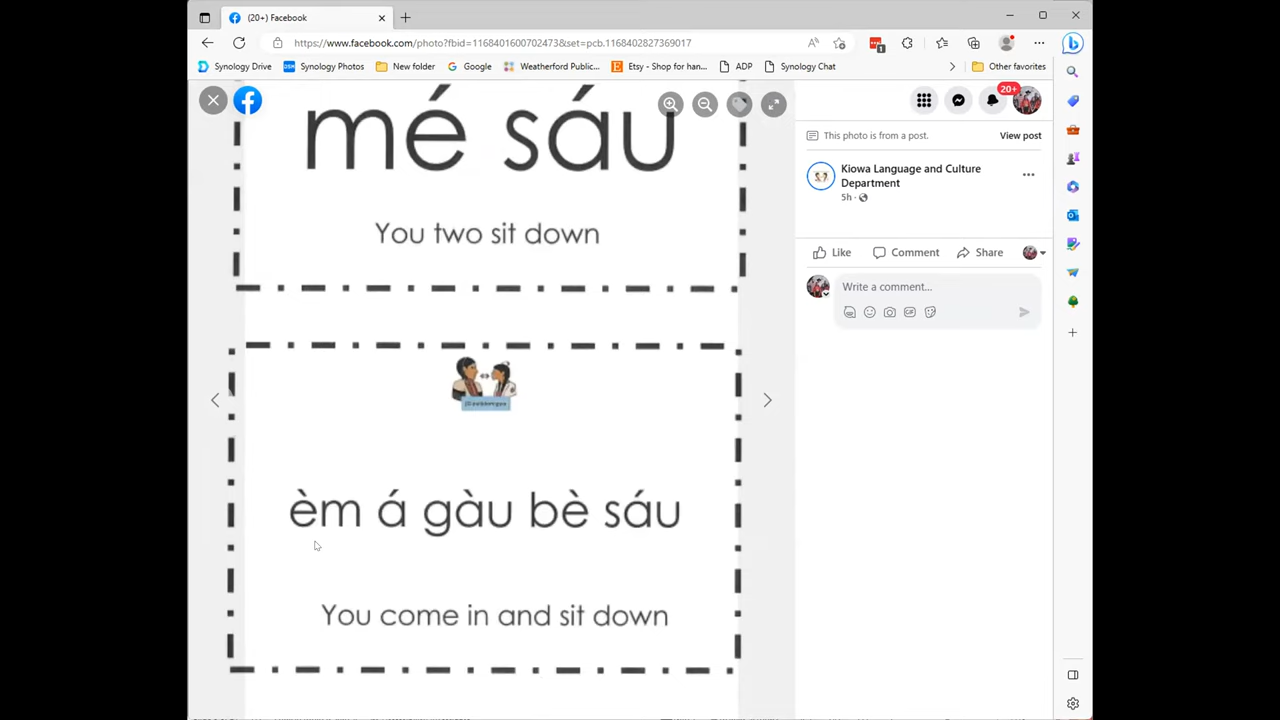 (20+) Facebook
https://www.facebook.com/photo?fbid=1168401600702473&set=pcb.1168402827369017
Synology Drive
Synology Photos
New folder
Google
Weatherford Public...
Etsy - Shop for han...
ADP
Synology Chat
Other favorites
mé sáu
You two sit down
èm á gàu bè sáu
You come in and sit down
20+
This photo is from a post.
View post
Kiowa Language and Culture
Department
5h
Like
Comment
Share
Write a comment...